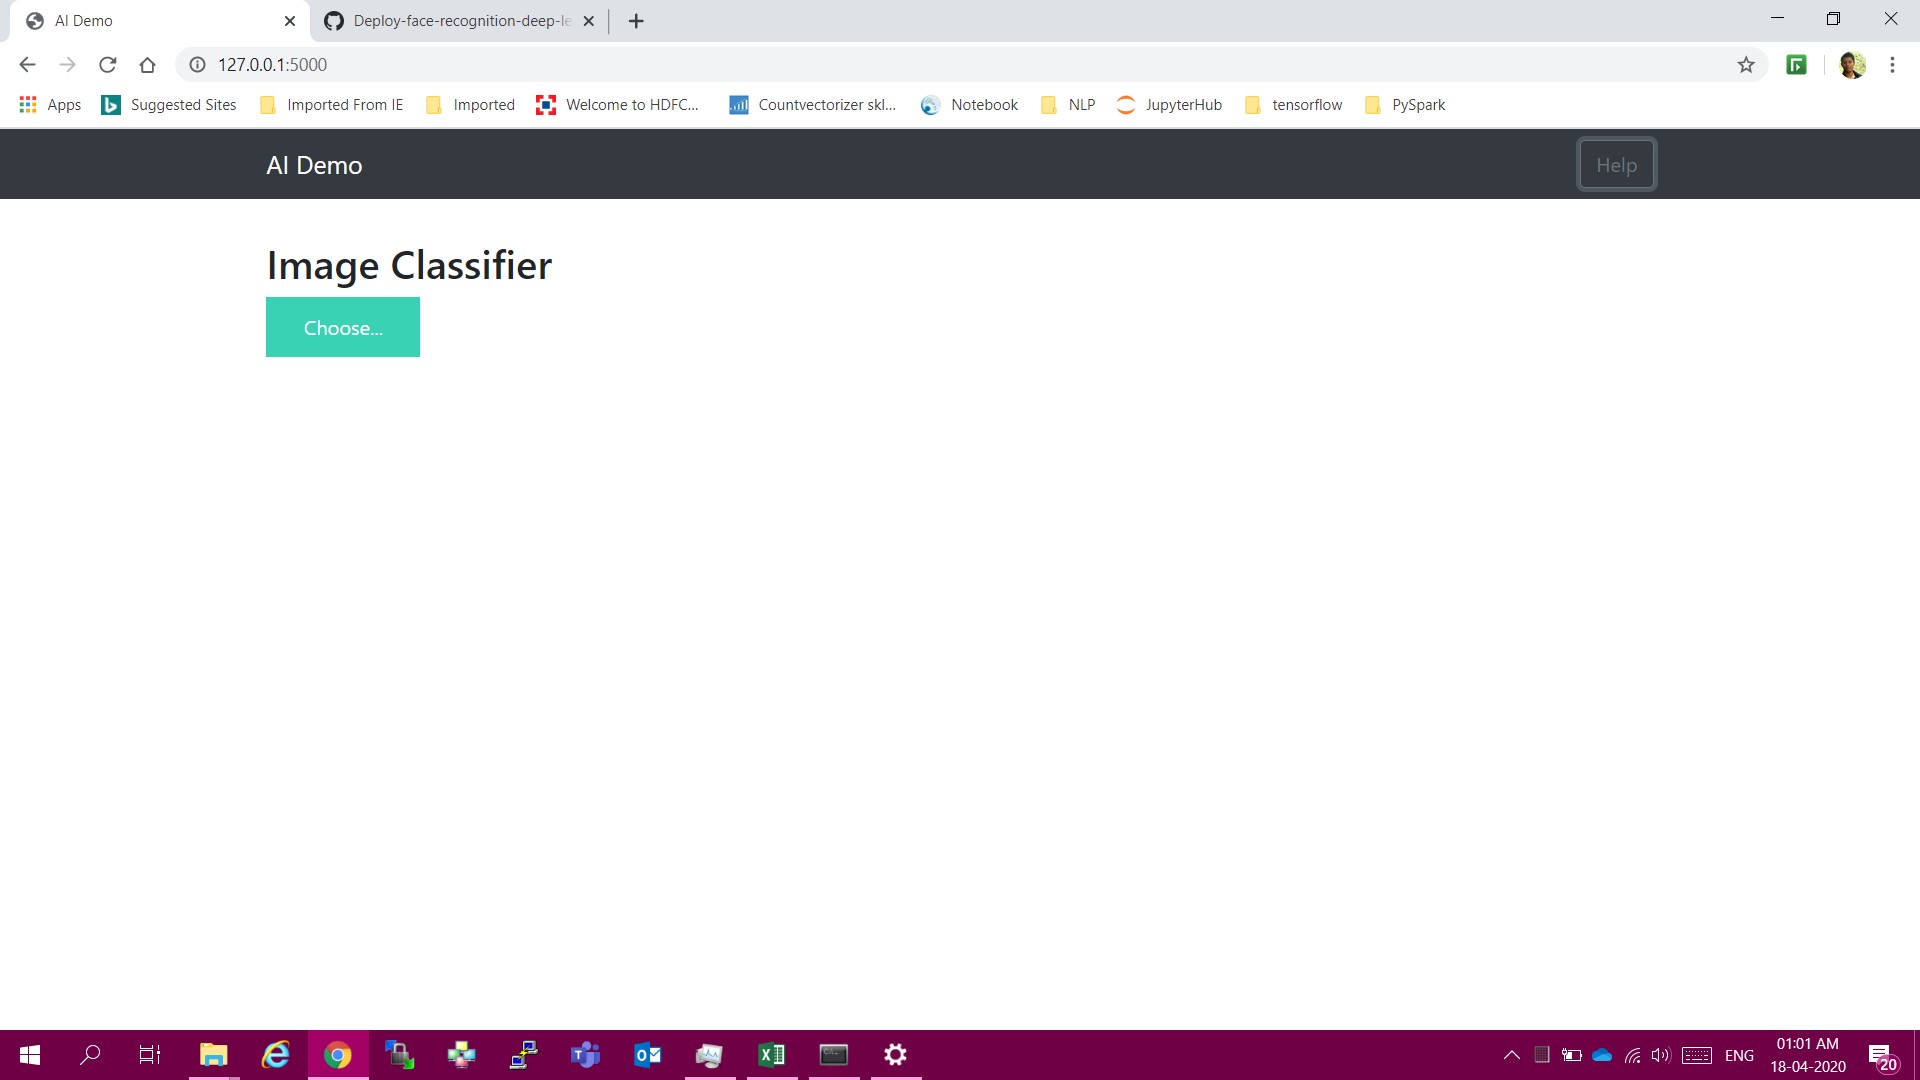 AI Demo
Deploy-face-recognition-deep-le
127.0.0.1:5000
Apps
Suggested Sites
Imported From IE
Imported
Welcome to HDFC...
Countvectorizer skl...
Notebook
NLP
JupyterHub
tensorflow
PySpark
AI Demo
Help
Image Classifier
Choose...
ENG
01:01 AM
18-04-2020
20